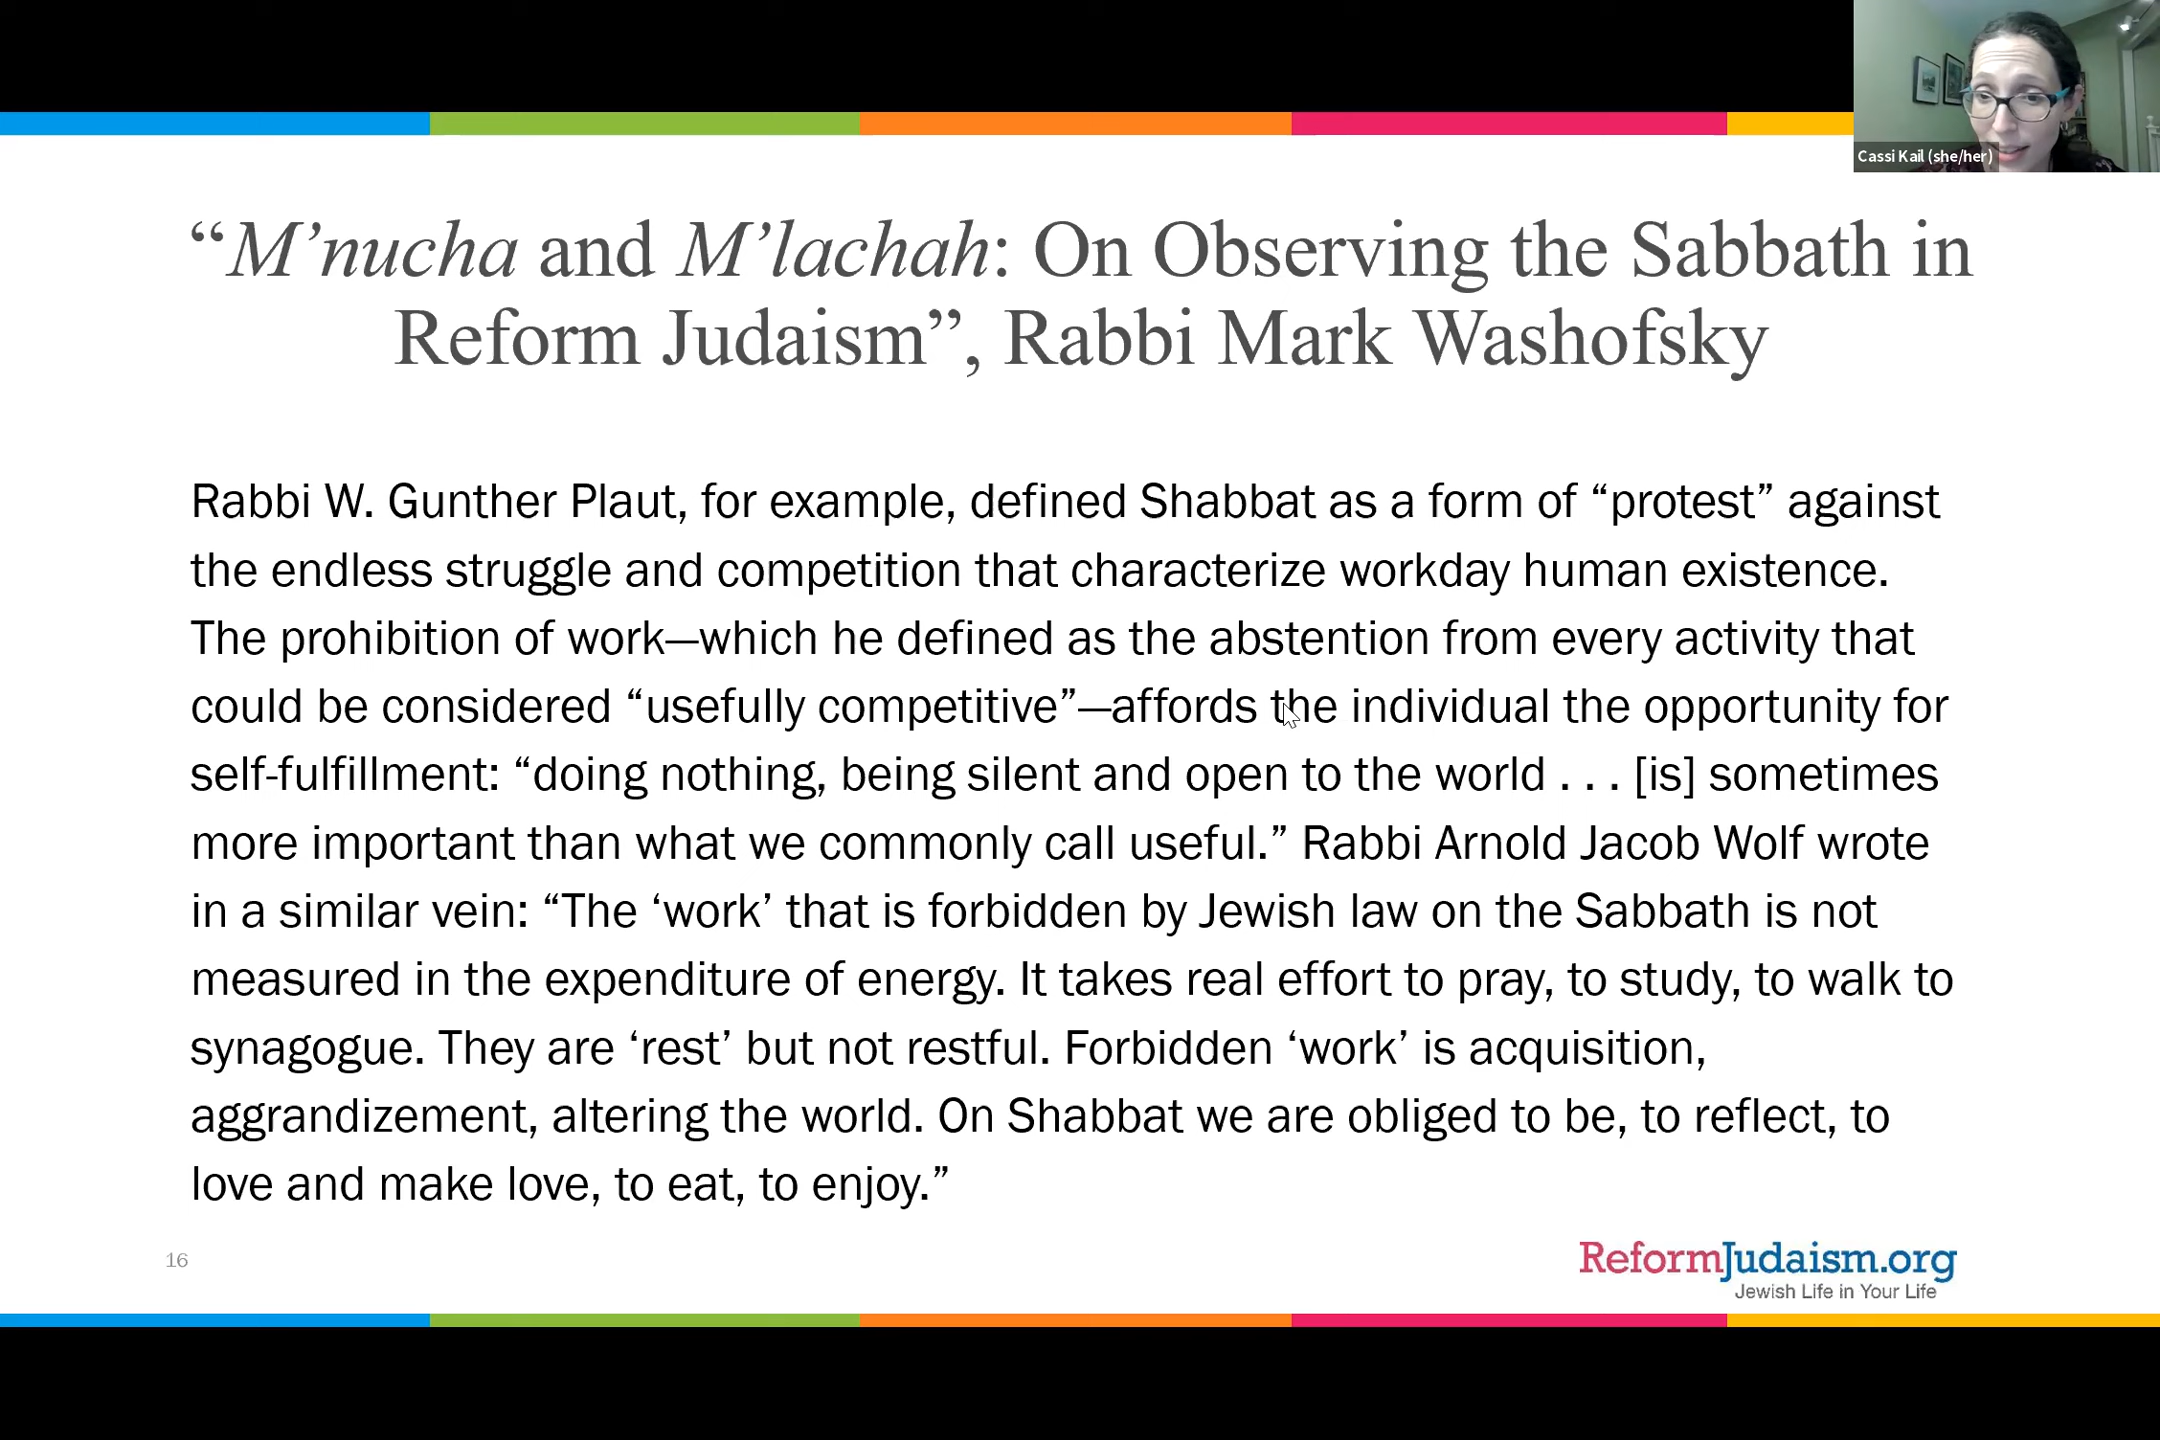 Cassi Kail (she/her)
“M’nucha and M’lachah: On Observing the Sabbath in
Reform Judaism”, Rabbi Mark Washofsky
Rabbi W. Gunther Plaut, for example, defined Shabbat as a form of “protest” against
the endless struggle and competition that characterize workday human existence.
The prohibition of work—which he defined as the abstention from every activity that
could be considered “usefully competitive”—affords the individual the opportunity for
self-fulfillment: “doing nothing, being silent and open to the world . . . [is] sometimes
more important than what we commonly call useful.” Rabbi Arnold Jacob Wolf wrote
in a similar vein: “The ‘work’ that is forbidden by Jewish law on the Sabbath is not
measured in the expenditure of energy. It takes real effort to pray, to study, to walk to
synagogue. They are ‘rest’ but not restful. Forbidden ‘work’ is acquisition,
aggrandizement, altering the world. On Shabbat we are obliged to be, to reflect, to
love and make love, to eat, to enjoy.”
16
ReformJudaism.org
Jewish Life in Your Life